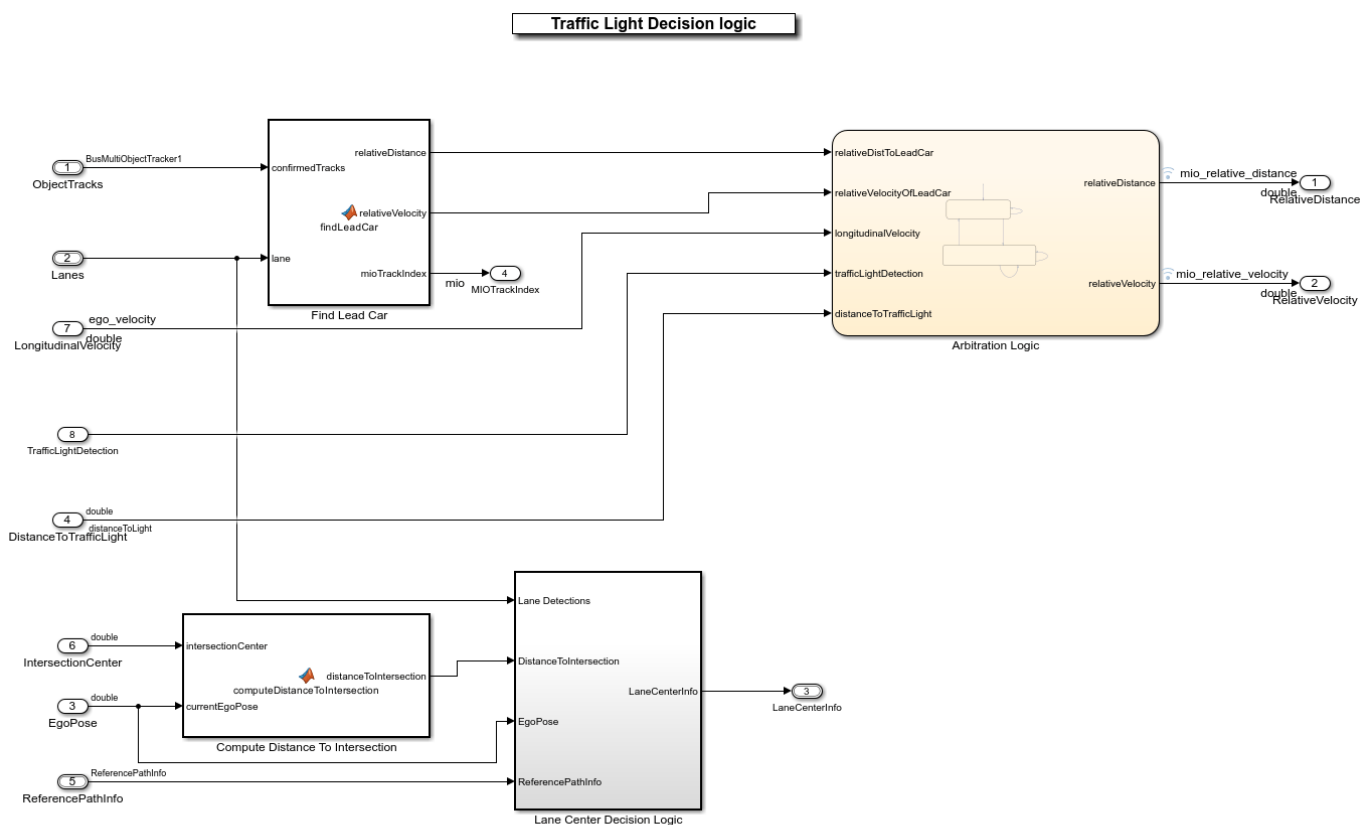 Traffic Light Decision logic
1
BusMultiObjectTracker1
ObjectTracks
confirmedTracks
relativeDistance
relativeVelocity
findLeadCar
2
Lanes
lane
mioTrackIndex
mio
4
MIOTrackIndex
Find Lead Car
7
ego_velocity
double
LongitudinalVelocity
relativeDistToLeadCar
relativeVelocityOfLeadCar
longitudinalVelocity
trafficLightDetection
distanceToTrafficLight
relativeDistance
relativeVelocity
Arbitration Logic
mio_relative_distance
double
1
RelativeDistance
mio_relative_velocity
double
2
RelativeVelocity
8
TrafficLightDetection
4
double
distanceToLight
DistanceToTrafficLight
6
double
IntersectionCenter
intersectionCenter
distanceToIntersection
computeDistanceToIntersection
3
double
EgoPose
currentEgoPose
Compute Distance To Intersection
5
ReferencePathInfo
ReferencePathInfo
Lane Detections
DistanceToIntersection
LaneCenterInfo
EgoPose
ReferencePathInfo
Lane Center Decision Logic
3
LaneCenterInfo